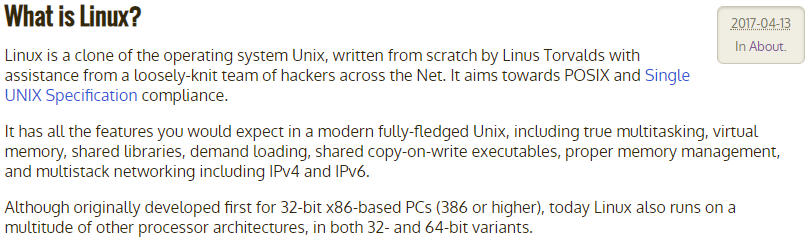 What is Linux?
2017-04-13
In About.
Linux is a clone of the operating system Unix, written from scratch by Linus Torvalds with
assistance from a loosely-knit team of hackers across the Net. It aims towards POSIX and Single
UNIX Specification compliance.
It has all the features you would expect in a modern fully-fledged Unix, including true multitasking, virtual
memory, shared libraries, demand loading, shared copy-on-write executables, proper memory management,
and multistack networking including IPv4 and IPv6.
Although originally developed first for 32-bit x86-based PCs (386 or higher), today Linux also runs on a
multitude of other processor architectures, in both 32- and 64-bit variants.